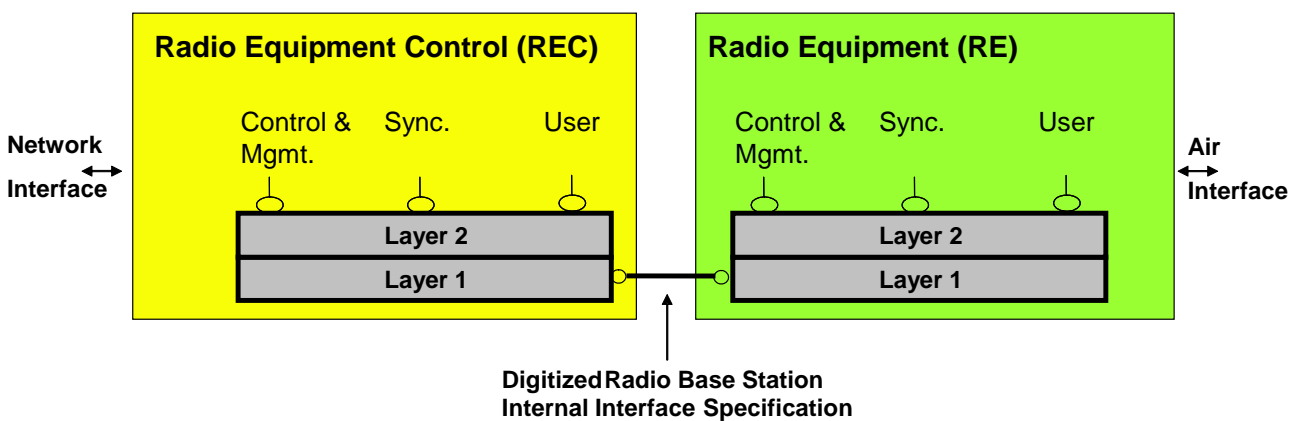 Radio Equipment Control (REC)
Radio Equipment (RE)
Control &
Mgmt.
Sync.
User
Control &
Mgmt.
Sync.
User
Network
Interface
Air
Interface
Layer 2
Layer 1
Layer 2
Layer 1
DigitizedRadio Base Station
Internal Interface Specification